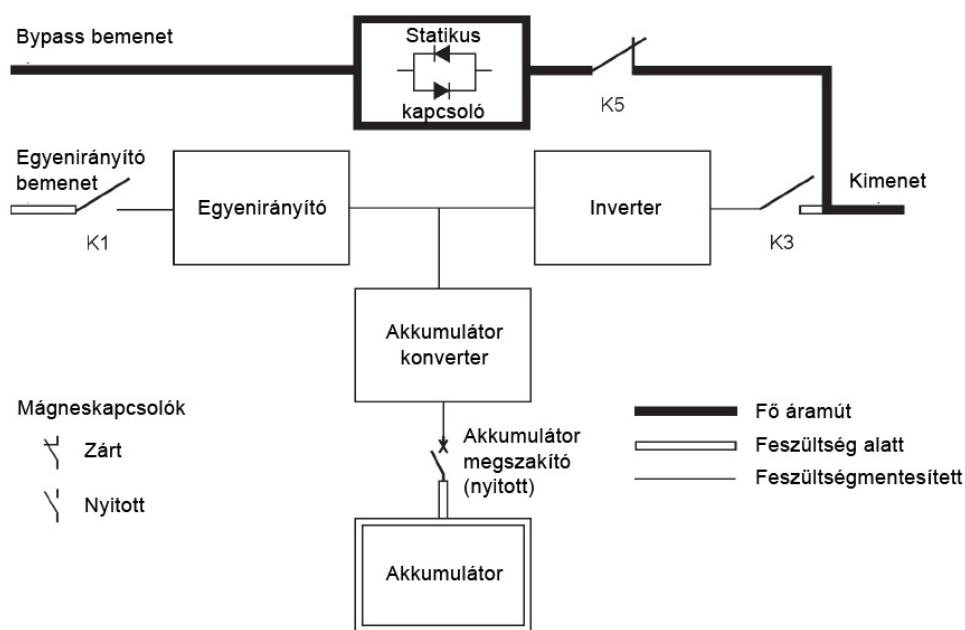 Bypass bemenet
Statikus
kapcsoló
K5
Egyenirányító
bemenet
K1
Egyenirányító
Inverter
K3
Kimenet
Akkumulátor
konverter
Mágneskapcsolók
Zárt
Nyitott
Akkumulátor
megszakító
(nyitott)
Akkumulátor
Fő áramút
Feszültség alatt
Feszültségmentesített